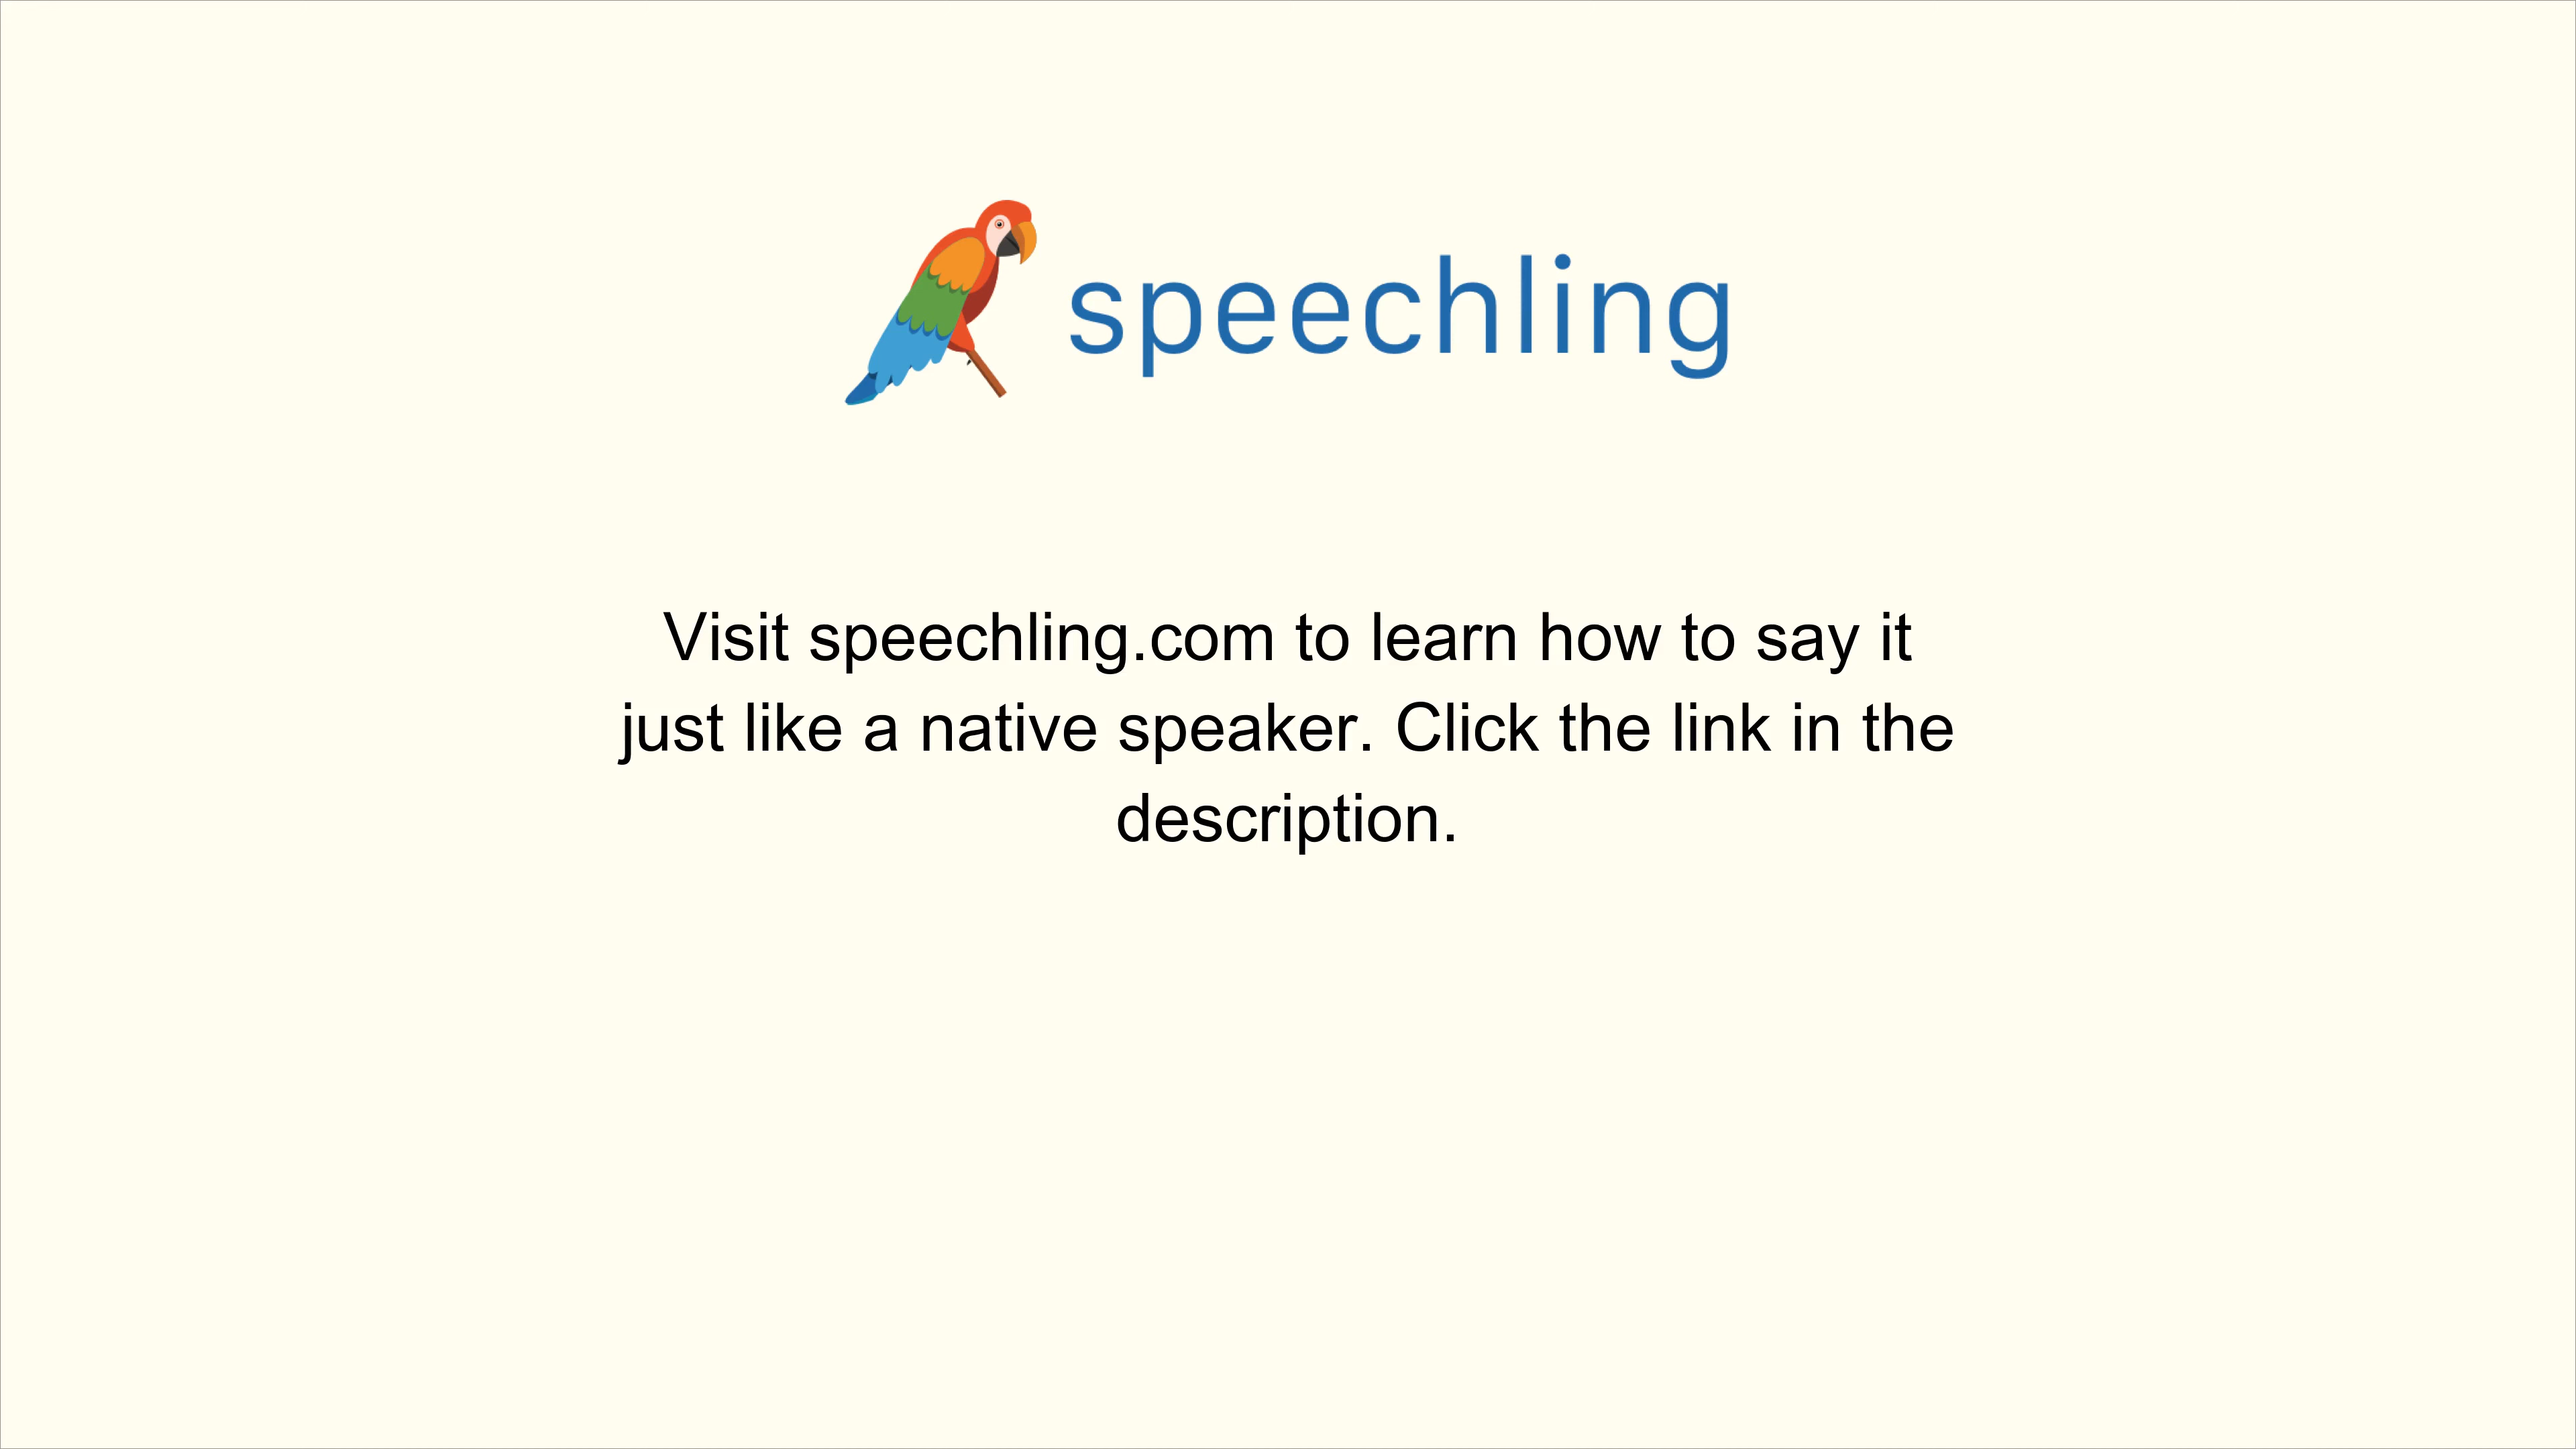 speechling
Visit speechling.com to learn how to say it
just like a native speaker. Click the link in the
description.